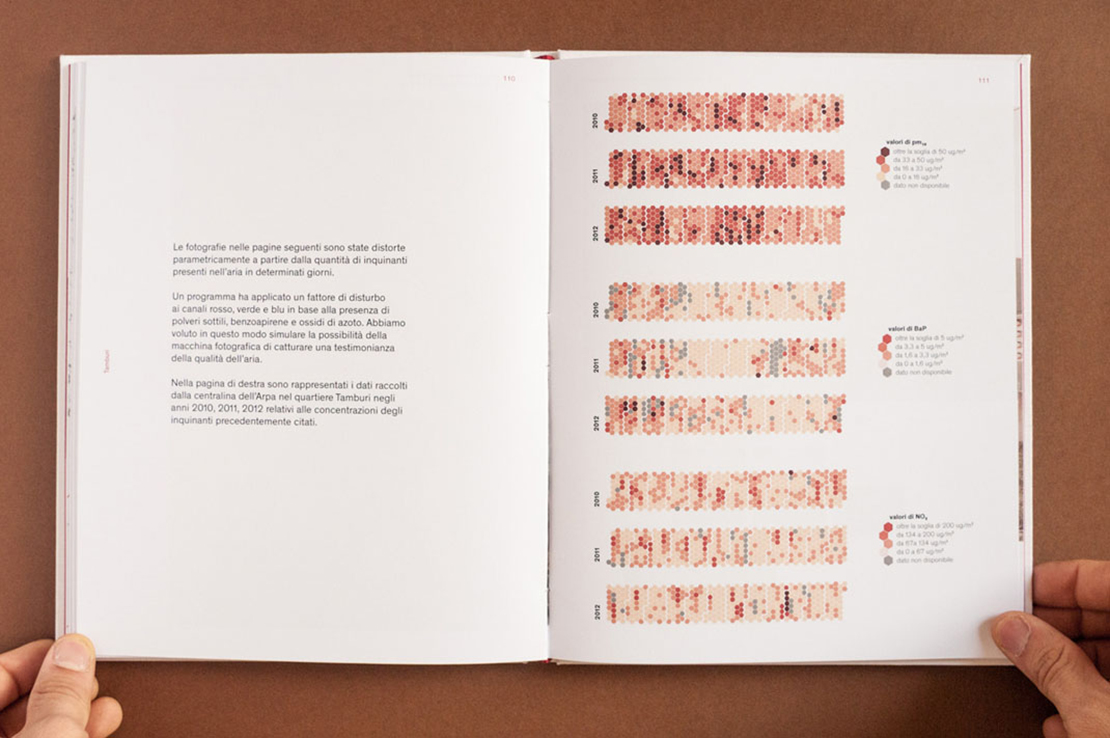 110
Tamburi
Le fotografie nelle pagine seguenti sono state distorte
parametricamente a partire dalla quantità di inquinanti
presenti nell'aria in determinati giorni.
Un programma ha applicato un fattore di disturbo
ai canali rosso, verde e blu in base alla presenza di
polveri sottili, benzoapirene e ossidi di azoto. Abbiamo
voluto in questo modo simulare la possibilità della
macchina fotografica di catturare una testimonianza
della qualità dell'aria.
Nella pagina di destra sono rappresentati i dati raccolti
dalla centralina dell'Arpa nel quartiere Tamburi negli
anni 2010, 2011, 2012 relativi alle concentrazioni degli
inquinanti precedentemente citati.
111
2010
2011
2012
valori di pm₁₀
oltre la soglia di 50 ug/m³
da 33 a 50 ug/m³
da 16 a 33 ug/m³
da 0 a 16 ug/m³
dato non disponibile
2010
2011
2012
valori di BaP
oltre la soglia di 5 ug/m³
da 3,3 a 5 ug/m³
da 1,6 a 3,3 ug/m³
da 0 a 1,6 ug/m³
dato non disponibile
2010
2011
2012
valori di NO₂
oltre la soglia di 200 ug/m³
da 134 a 200 ug/m³
da 67a 134 ug/m³
da 0 a 67 ug/m³
dato non disponibile